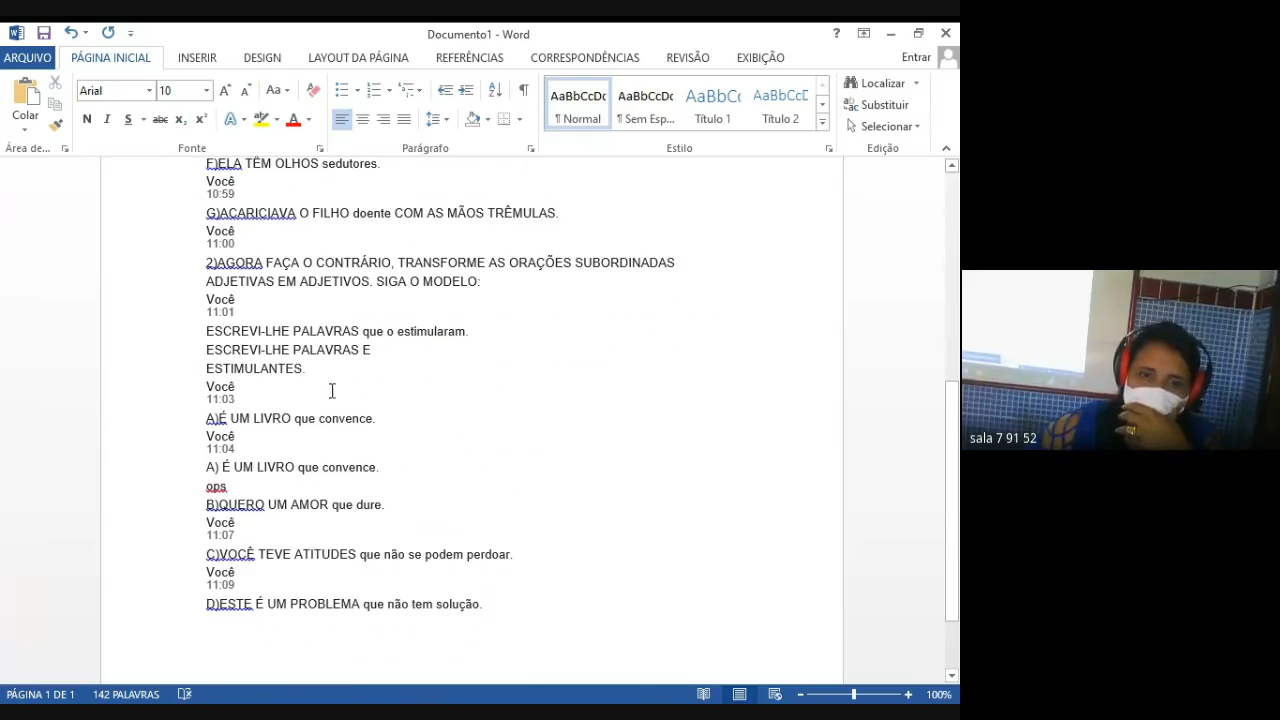 Documento1 - Word
Entrar
ARQUIVO PÁGINA INICIAL INSERIR DESIGN LAYOUT DA PÁGINA REFERÊNCIAS CORRESPONDÊNCIAS REVISÃO EXIBIÇÃO
Colar
Arial 10
Aa
N I S abc x₂ x²
AaBbCcDc AaBbCcDc AaBbC( AaBbCcD
¶ Normal ¶ Sem Esp... Título 1 Título 2
Localizar
Substituir
Selecionar
Área de... Fonte Parágrafo Estilo Edição
F)ELA TÊM OLHOS sedutores.
Você
10:59
G)ACARICIAVA O FILHO doente COM AS MÃOS TRÊMULAS.
Você
11:00
2)AGORA FAÇA O CONTRÁRIO, TRANSFORME AS ORAÇÕES SUBORDINADAS
ADJETIVAS EM ADJETIVOS. SIGA O MODELO:
Você
11:01
ESCREVI-LHE PALAVRAS que o estimularam.
ESCREVI-LHE PALAVRAS E
ESTIMULANTES.
Você
11:03
A)É UM LIVRO que convence.
Você
11:04
A) É UM LIVRO que convence.
ops
B)QUERO UM AMOR que dure.
Você
11:07
C)VOCÊ TEVE ATITUDES que não se podem perdoar.
Você
11:09
D)ESTE É UM PROBLEMA que não tem solução.
PÁGINA 1 DE 1 142 PALAVRAS 100%
sala 7 91 52